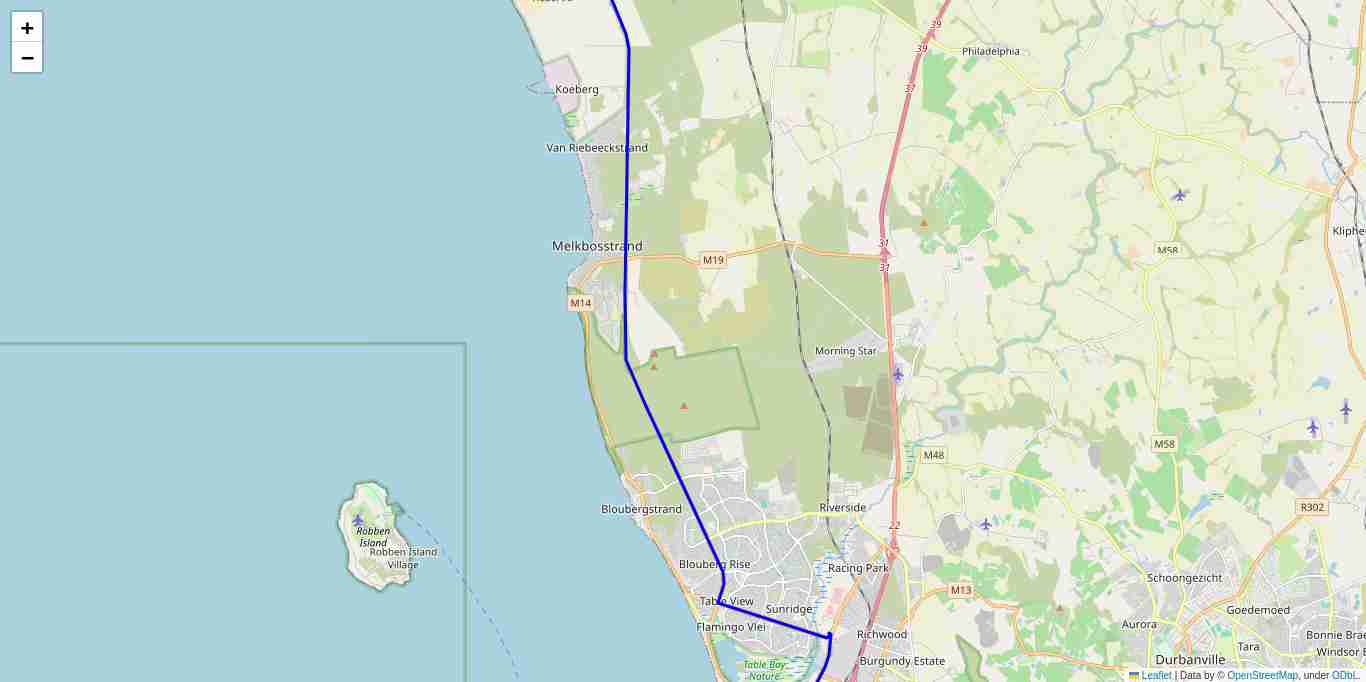 +
−
39
39
Philadelphia
37
Koeberg
Van Riebeeckstrand
Kliphe
Melkbosstrand
31
M58
M19
31
M14
Morning Star
M58
M48
Riverside
R302
Bloubergstrand
22
Robben
Island
Robben Island
Village
Blouberg Rise
Racing Park
Schoongezicht
M13
Table View
Sunridge
Goedemoed
Flamingo Vlei
Aurora
Richwood
Bonnie Brae
Tara
Windsor E
Burgundy Estate
Durbanville
Table Bay
Nature
Leaflet | Data by © OpenStreetMap, under ODbL.